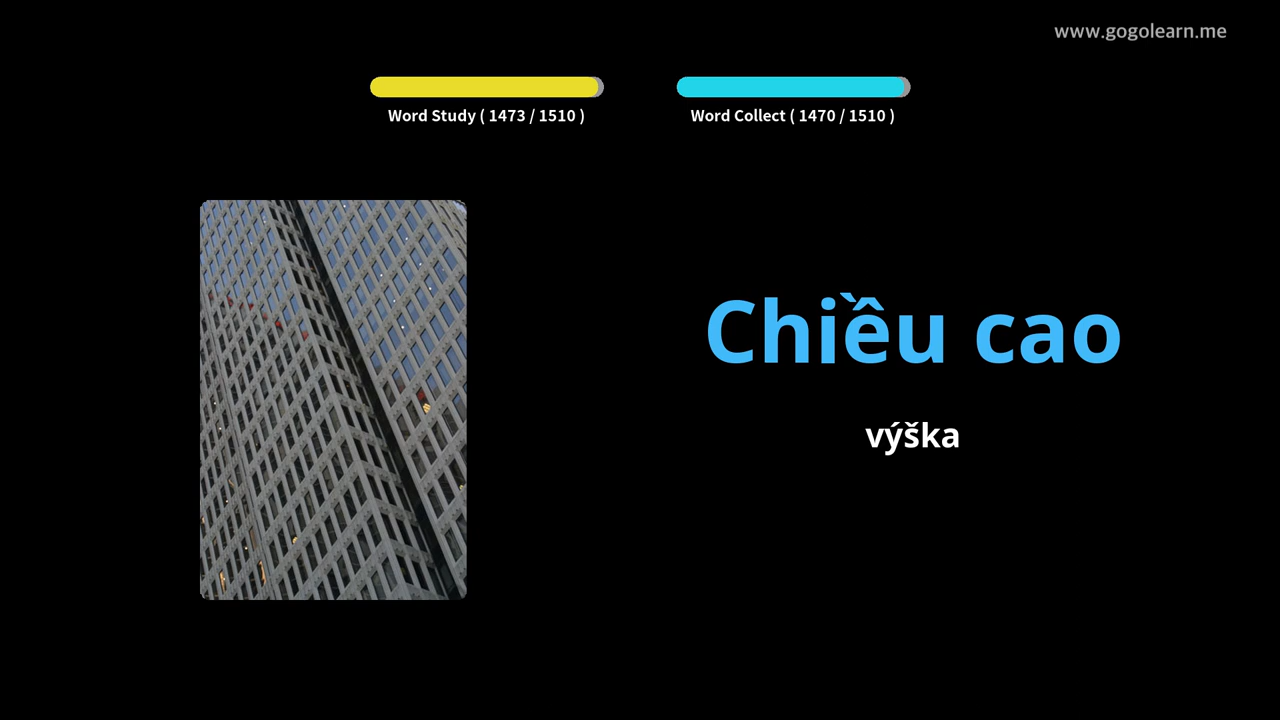 www.gogolearn.me
Word Study ( 1473 / 1510 )
Word Collect ( 1470 / 1510 )
Chiều cao
výška